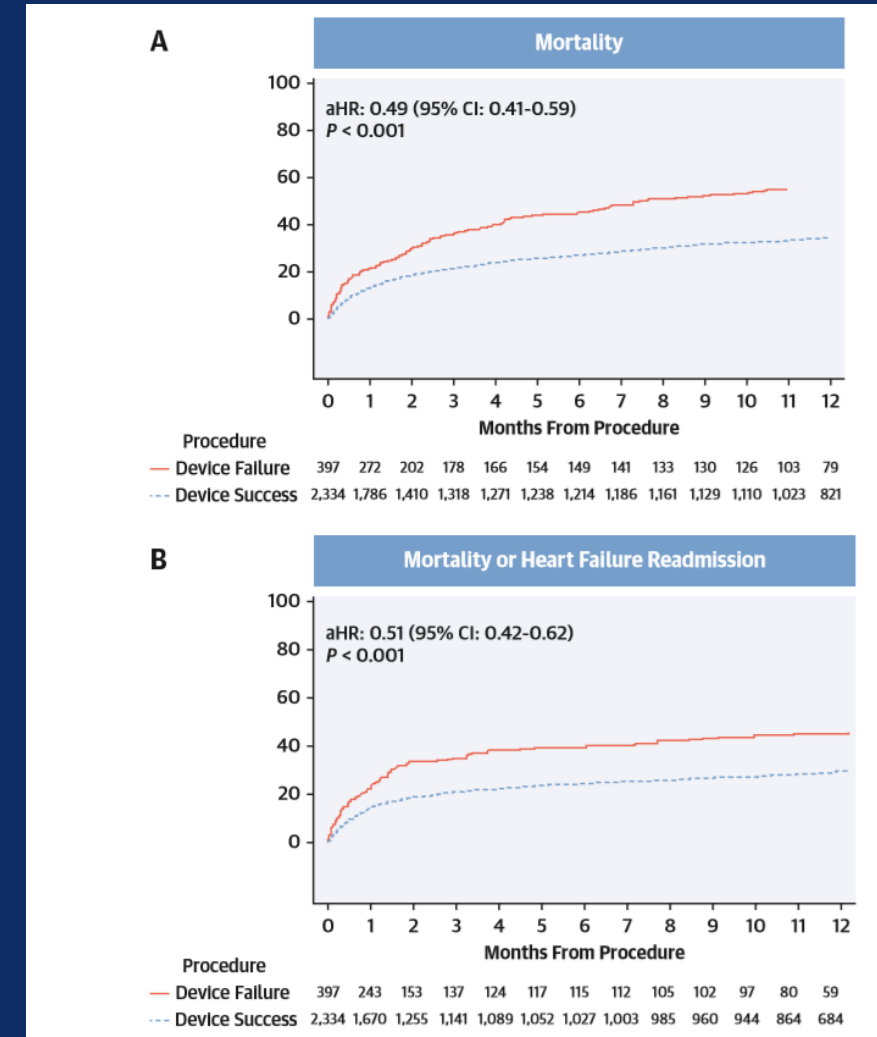 A
Mortality
100
aHR: 0.49 (95% CI: 0.41-0.59)
80
P < 0.001
60
40
20
0
0 1 2 3 4 5 6 7 8 9 10 11 12
Months From Procedure
Procedure
Device Failure 397 272 202 178 166 154 149 141 133 130 126 103 79
Device Success 2,334 1,786 1,410 1,318 1,271 1,238 1,214 1,186 1,161 1,129 1,110 1,023 821
B
Mortality or Heart Failure Readmission
100
aHR: 0.51 (95% CI: 0.42-0.62)
80
P < 0.001
60
40
20
0
0 1 2 3 4 5 6 7 8 9 10 11 12
Months From Procedure
Procedure
Device Failure 397 243 153 137 124 117 115 112 105 102 97 80 59
Device Success 2,334 1,670 1,255 1,141 1,089 1,052 1,027 1,003 985 960 944 864 684